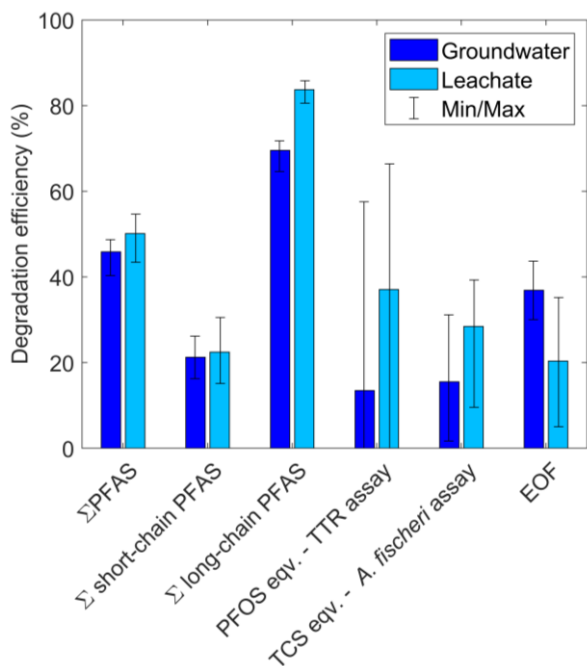 100
80
60
40
20
0
Degradation efficiency (%)
Groundwater
Leachate
Min/Max
ΣPFAS
Σ short-chain PFAS
Σ long-chain PFAS
PFOS eqv. - TTR assay
TCS eqv. - A. fischeri assay
EOF